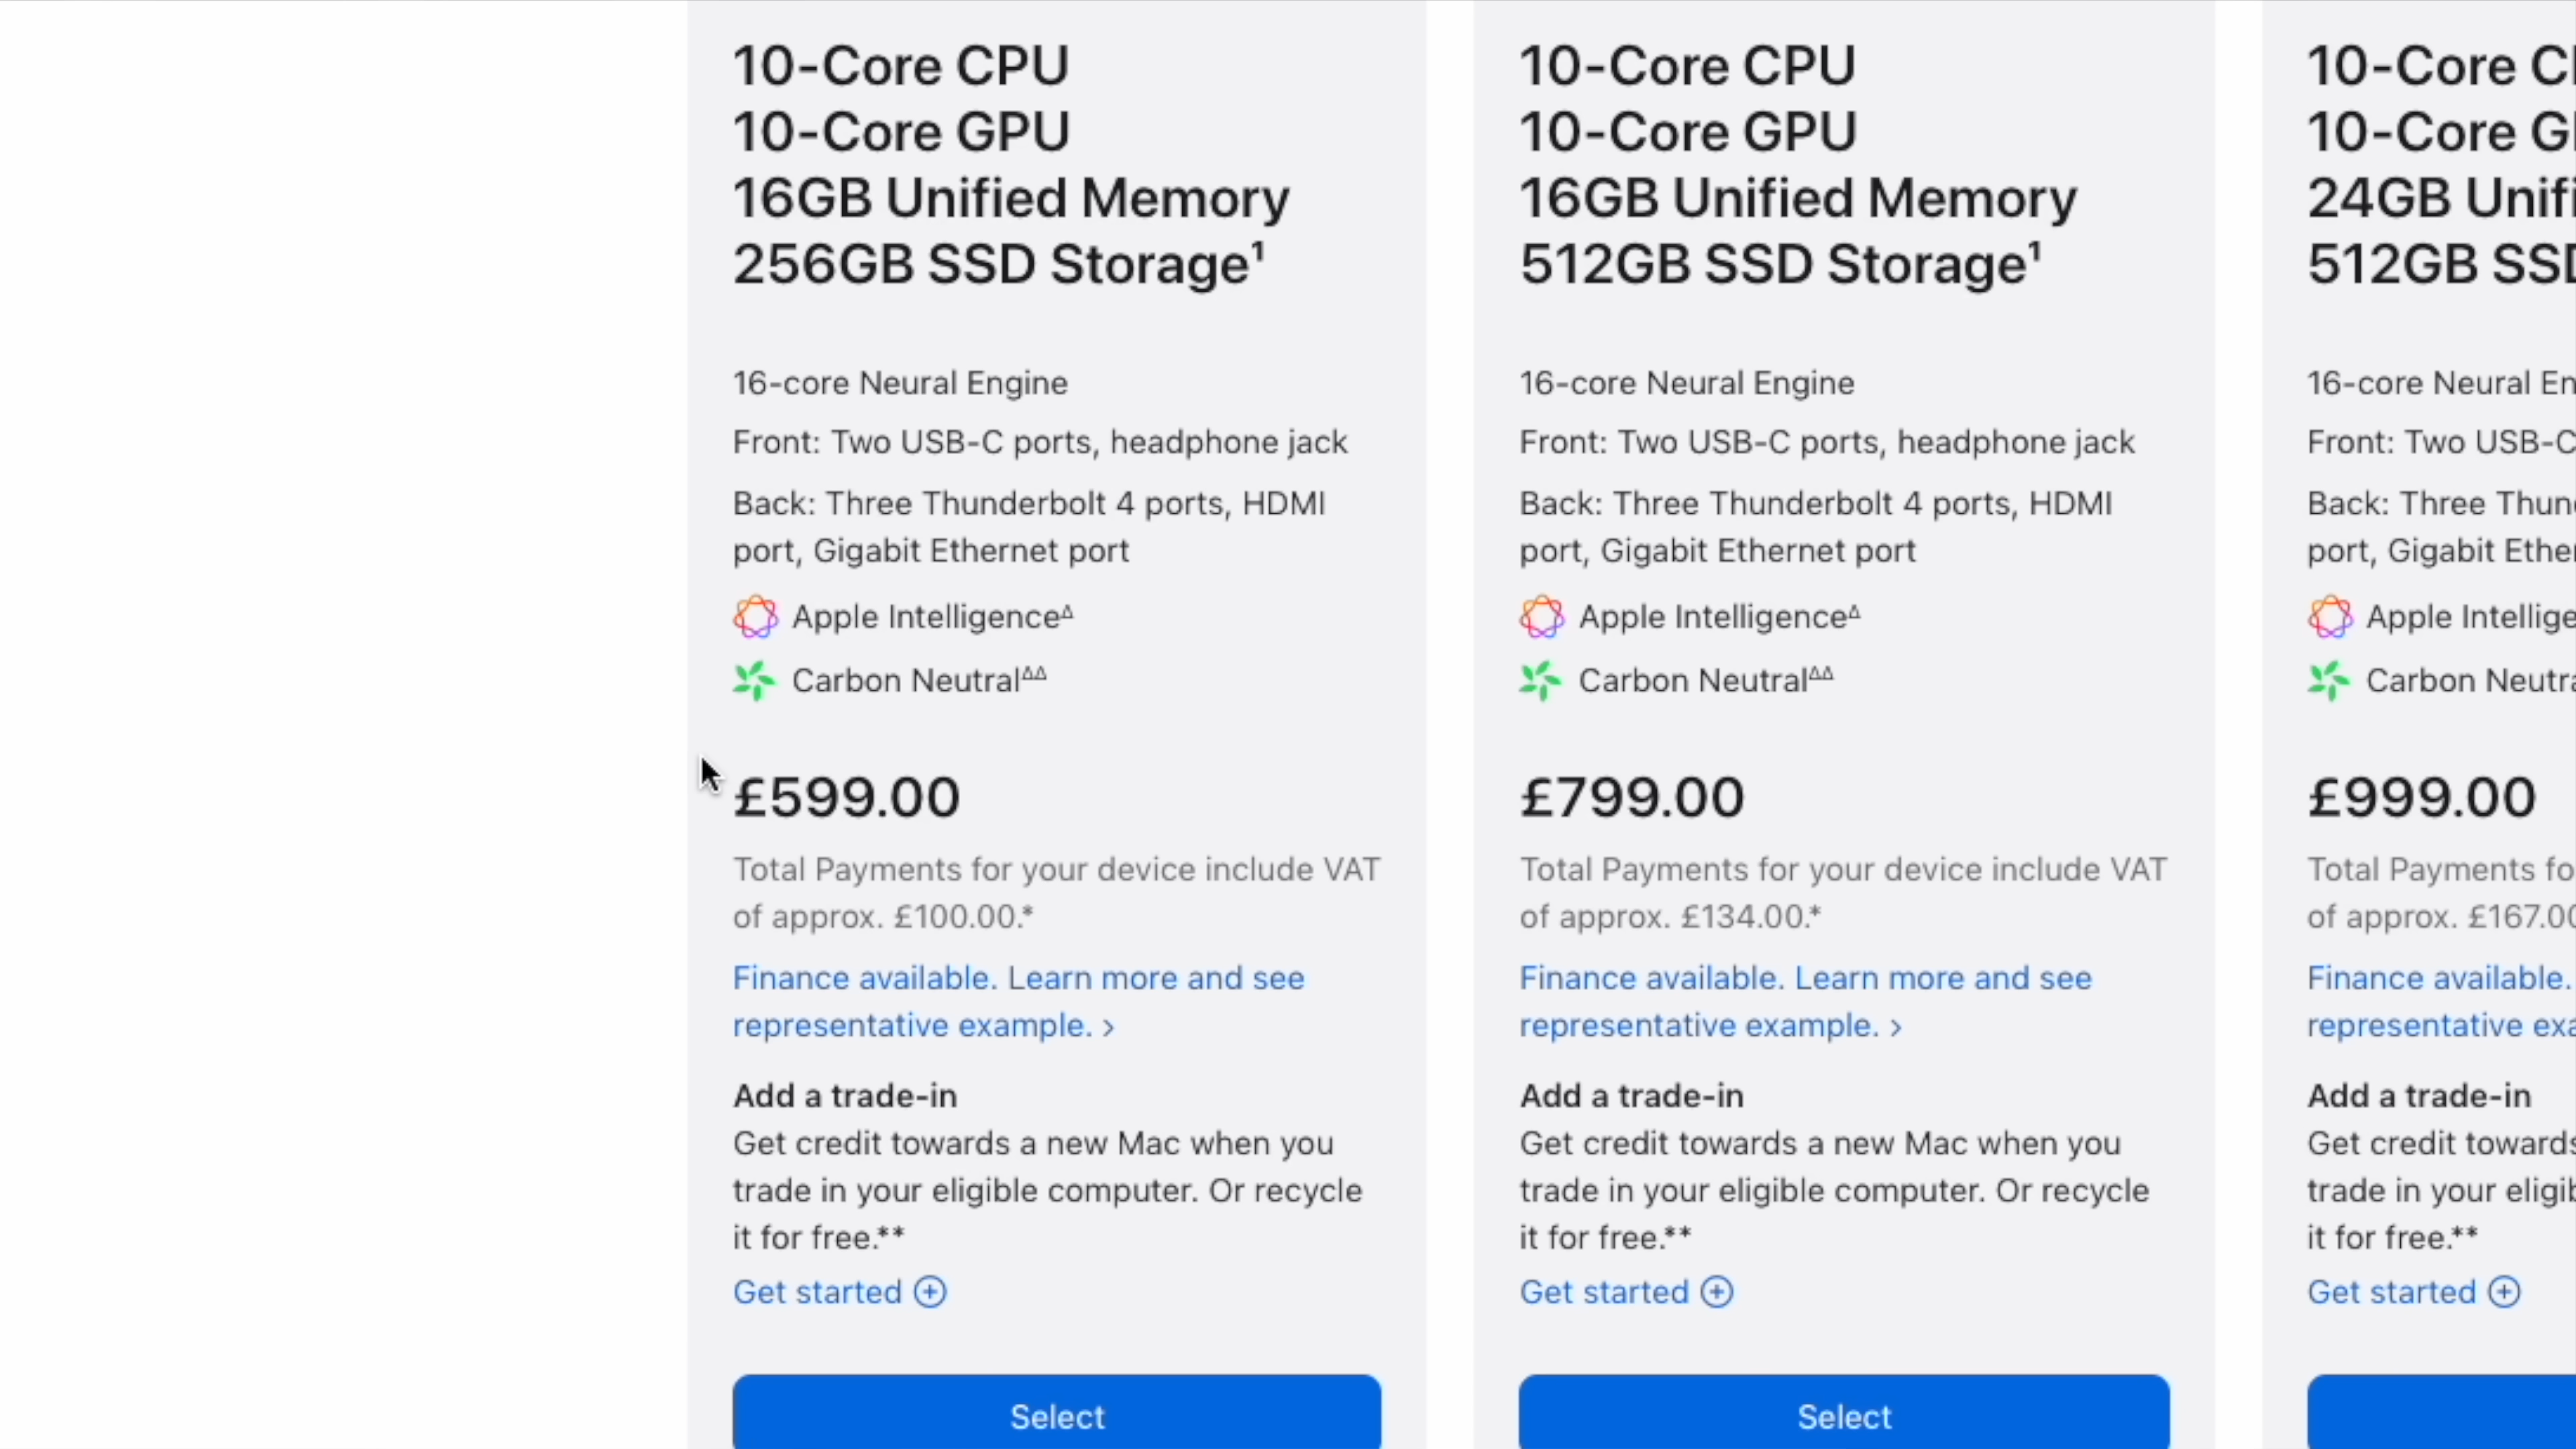 10-Core CPU
10-Core GPU
16GB Unified Memory
256GB SSD Storage¹
16-core Neural Engine
Front: Two USB-C ports, headphone jack
Back: Three Thunderbolt 4 ports, HDMI
port, Gigabit Ethernet port
Apple Intelligence∆
Carbon Neutral∆∆
£599.00
Total Payments for your device include VAT
of approx. £100.00.*
Finance available. Learn more and see
representative example. >
Add a trade-in
Get credit towards a new Mac when you
trade in your eligible computer. Or recycle
it for free.**
Get started
Select
10-Core CPU
10-Core GPU
16GB Unified Memory
512GB SSD Storage¹
16-core Neural Engine
Front: Two USB-C ports, headphone jack
Back: Three Thunderbolt 4 ports, HDMI
port, Gigabit Ethernet port
Apple Intelligence∆
Carbon Neutral∆∆
£799.00
Total Payments for your device include VAT
of approx. £134.00.*
Finance available. Learn more and see
representative example. >
Add a trade-in
Get credit towards a new Mac when you
trade in your eligible computer. Or recycle
it for free.**
Get started
Select
10-Core
10-Core
24GB
512GB
16-core Neural
Front: Two USB-C
Back: Three
port, Gigabit
Apple
Carbon
£999.00
Total Payments
of approx.
Finance available.
representative
Add a trade-in
Get credit
trade in your
it for free.**
Get started